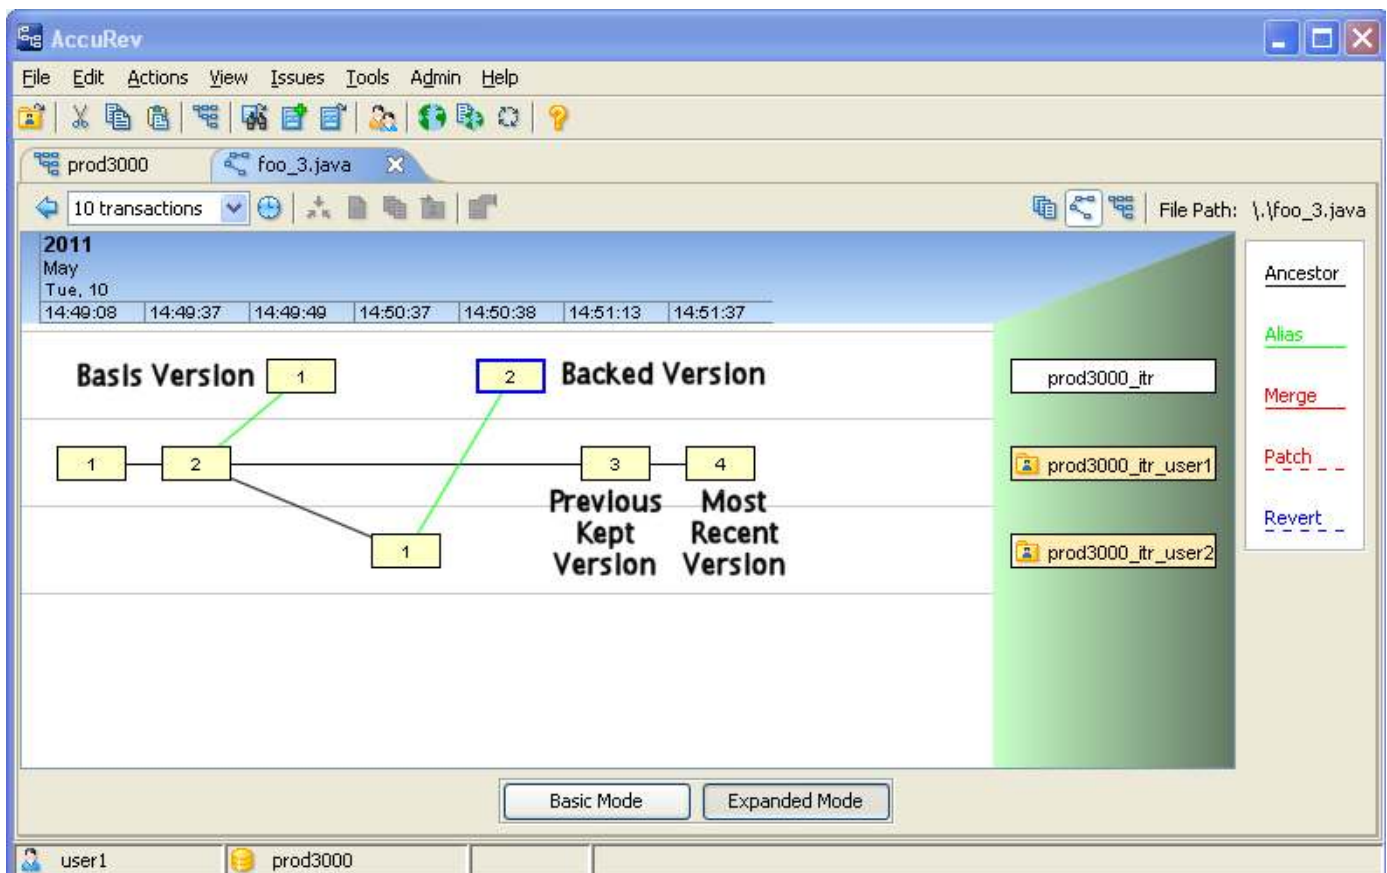 AccuRev
File Edit Actions View Issues Tools Admin Help
prod3000 foo_3.java
10 transactions File Path: \.\foo_3.java
2011
May
Tue, 10
14:49:08 14:49:37 14:49:49 14:50:37 14:50:38 14:51:13 14:51:37
Basis Version 1 2 Backed Version prod3000_itr
1 2 3 4 prod3000_itr_user1
Previous Most
Kept Recent
Version Version
1 prod3000_itr_user2
Ancestor
Alias
Merge
Patch
Revert
Basic Mode Expanded Mode
user1 prod3000